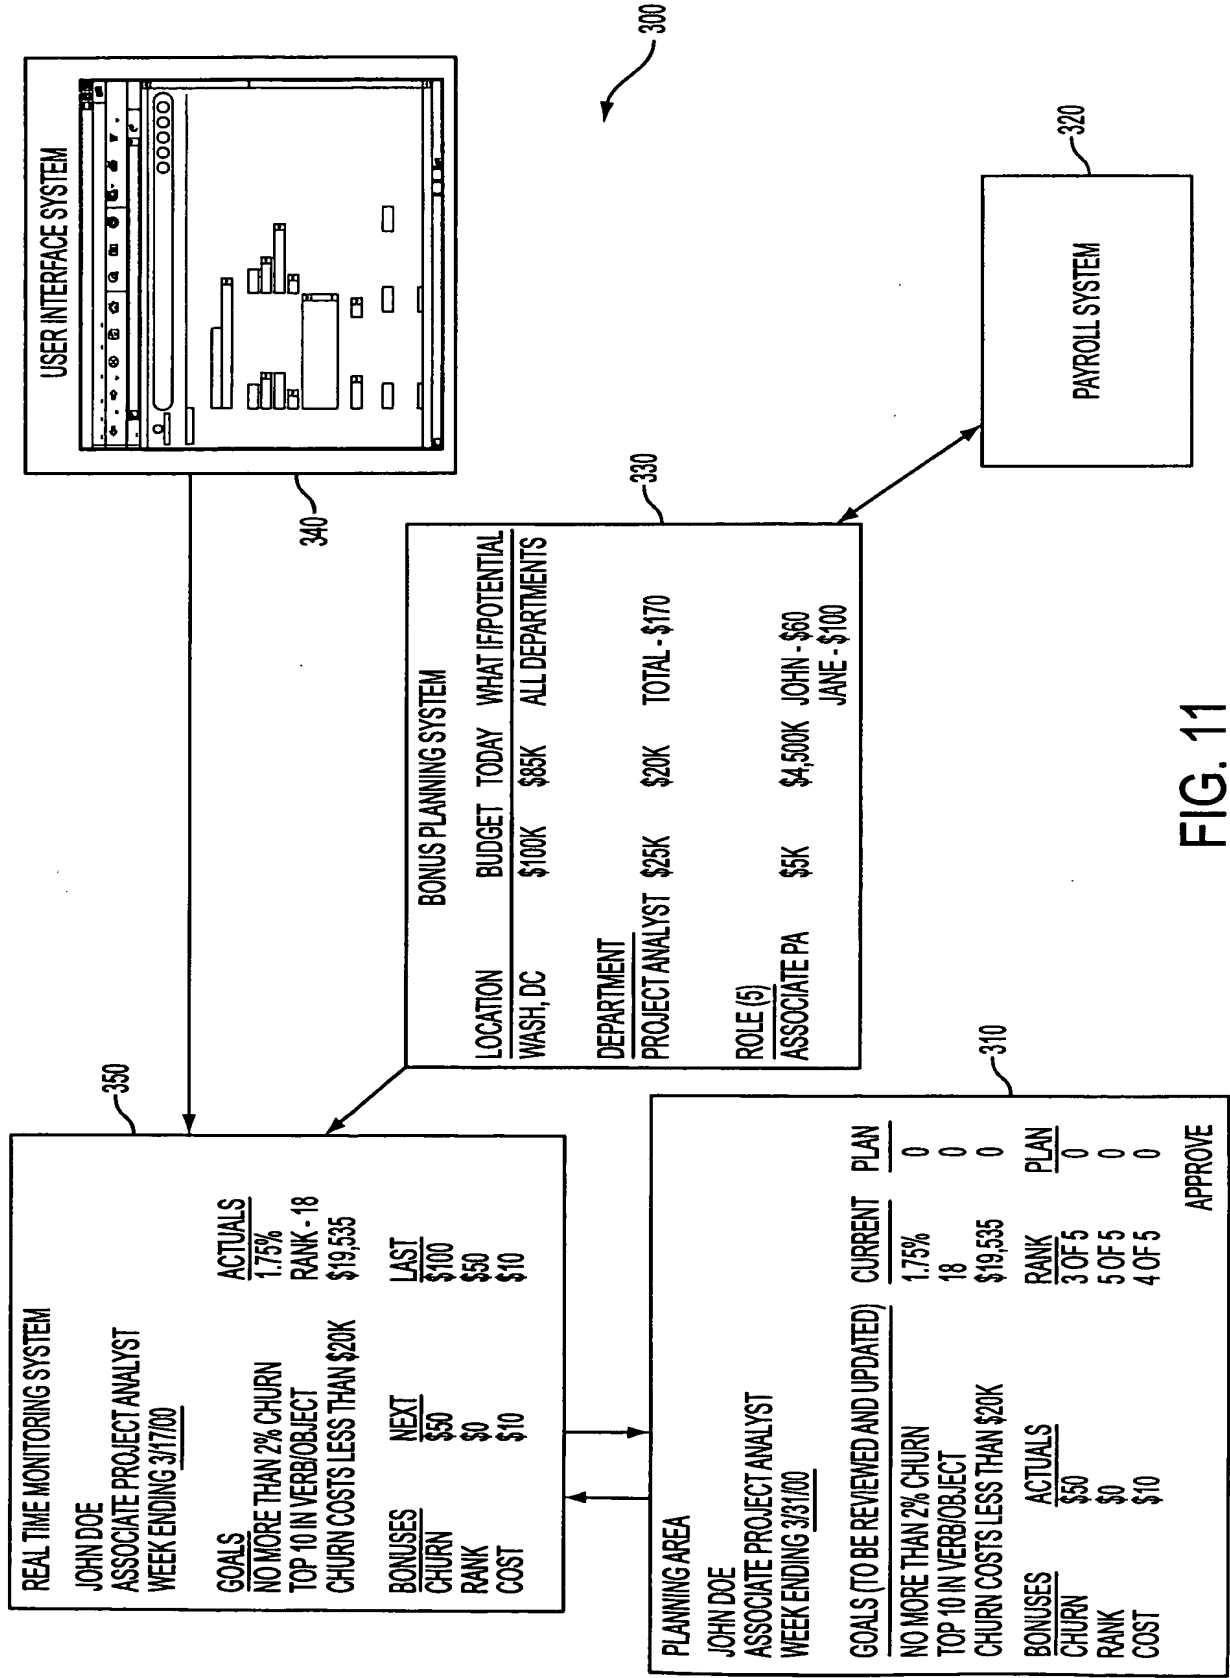 REAL TIME MONITORING SYSTEM
JOHN DOE
ASSOCIATE PROJECT ANALYST
WEEK ENDING 3/17/00
GOALS ACTUALS
NO MORE THAN 2% CHURN 1.75%
TOP 10 IN VERB/OBJECT RANK - 18
CHURN COSTS LESS THAN $20K $19,535
BONUSES NEXT LAST
CHURN $50 $100
RANK $0 $50
COST $10 $10
350
USER INTERFACE SYSTEM
340
BONUS PLANNING SYSTEM
LOCATION BUDGET TODAY WHAT IF/POTENTIAL
WASH, DC $100K $85K ALL DEPARTMENTS
DEPARTMENT
PROJECT ANALYST $25K $20K TOTAL - $170
ROLE (5)
ASSOCIATE PA $5K $4,500K JOHN - $60
JANE - $100
330
300
PLANNING AREA
JOHN DOE
ASSOCIATE PROJECT ANALYST
WEEK ENDING 3/31/00
GOALS (TO BE REVIEWED AND UPDATED) CURRENT PLAN
NO MORE THAN 2% CHURN 1.75% 0
TOP 10 IN VERB/OBJECT 18 0
CHURN COSTS LESS THAN $20K $19,535 0
BONUSES ACTUALS RANK PLAN
CHURN $50 3 OF 5 0
RANK $0 5 OF 5 0
COST $10 4 OF 5 0
APPROVE
310
PAYROLL SYSTEM
320
FIG. 11